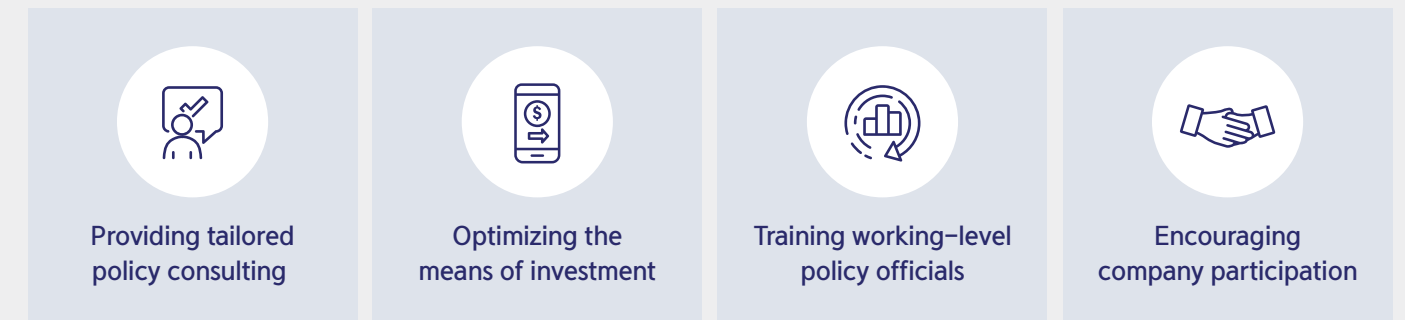 $
Providing tailored
policy consulting
Optimizing the
means of investment
Training working-level
policy officials
Encouraging
company participation